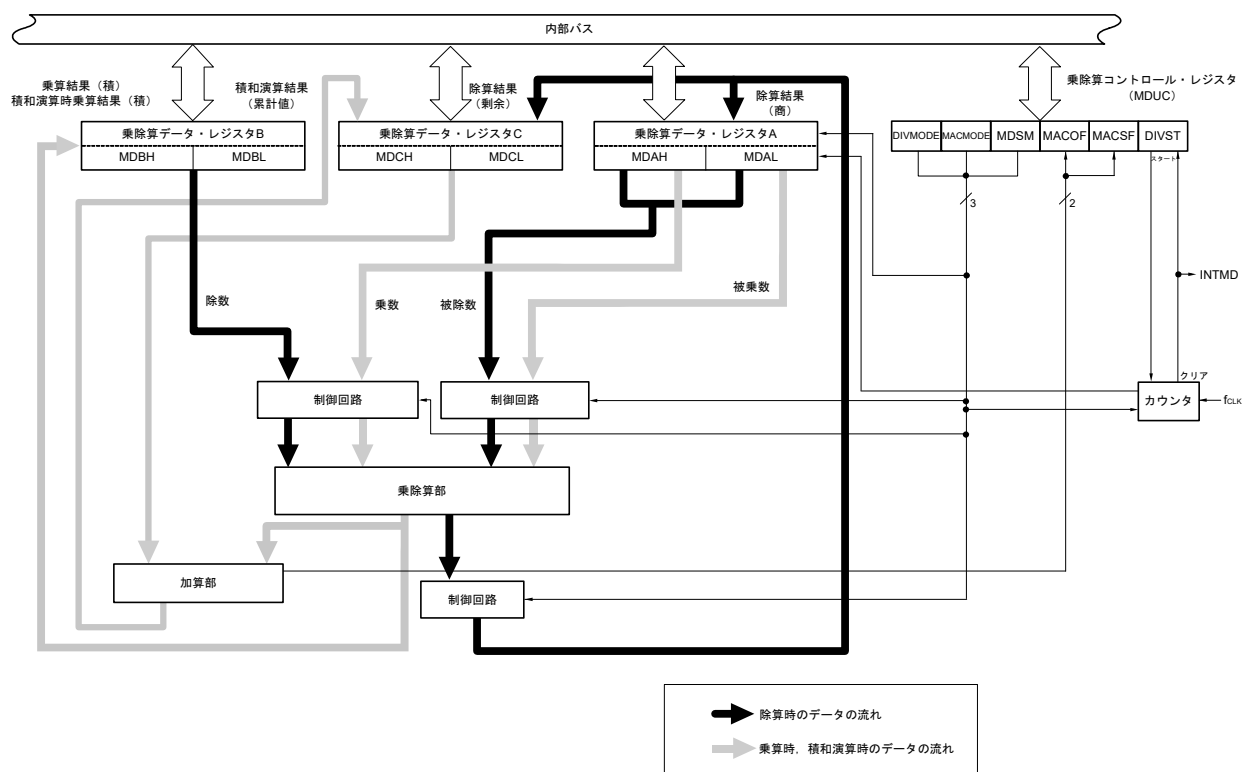 内部バス
乗算結果（積）
積和演算時乗算結果（積）
積和演算結果
（累計値）
除算結果
（剰余）
除算結果
（商）
乗除算コントロール・レジスタ
（MDUC）
乗除算データ・レジスタB
MDBH
MDBL
乗除算データ・レジスタC
MDCH
MDCL
乗除算データ・レジスタA
MDAH
MDAL
DIVMODE
MACMODE
MDSM
MACOF
MACSF
DIVST
スタート
3
2
INTMD
除数
乗数
被除数
被乗数
クリア
制御回路
制御回路
カウンタ
fCLK
乗除算部
加算部
制御回路
除算時のデータの流れ
乗算時，積和演算時のデータの流れ